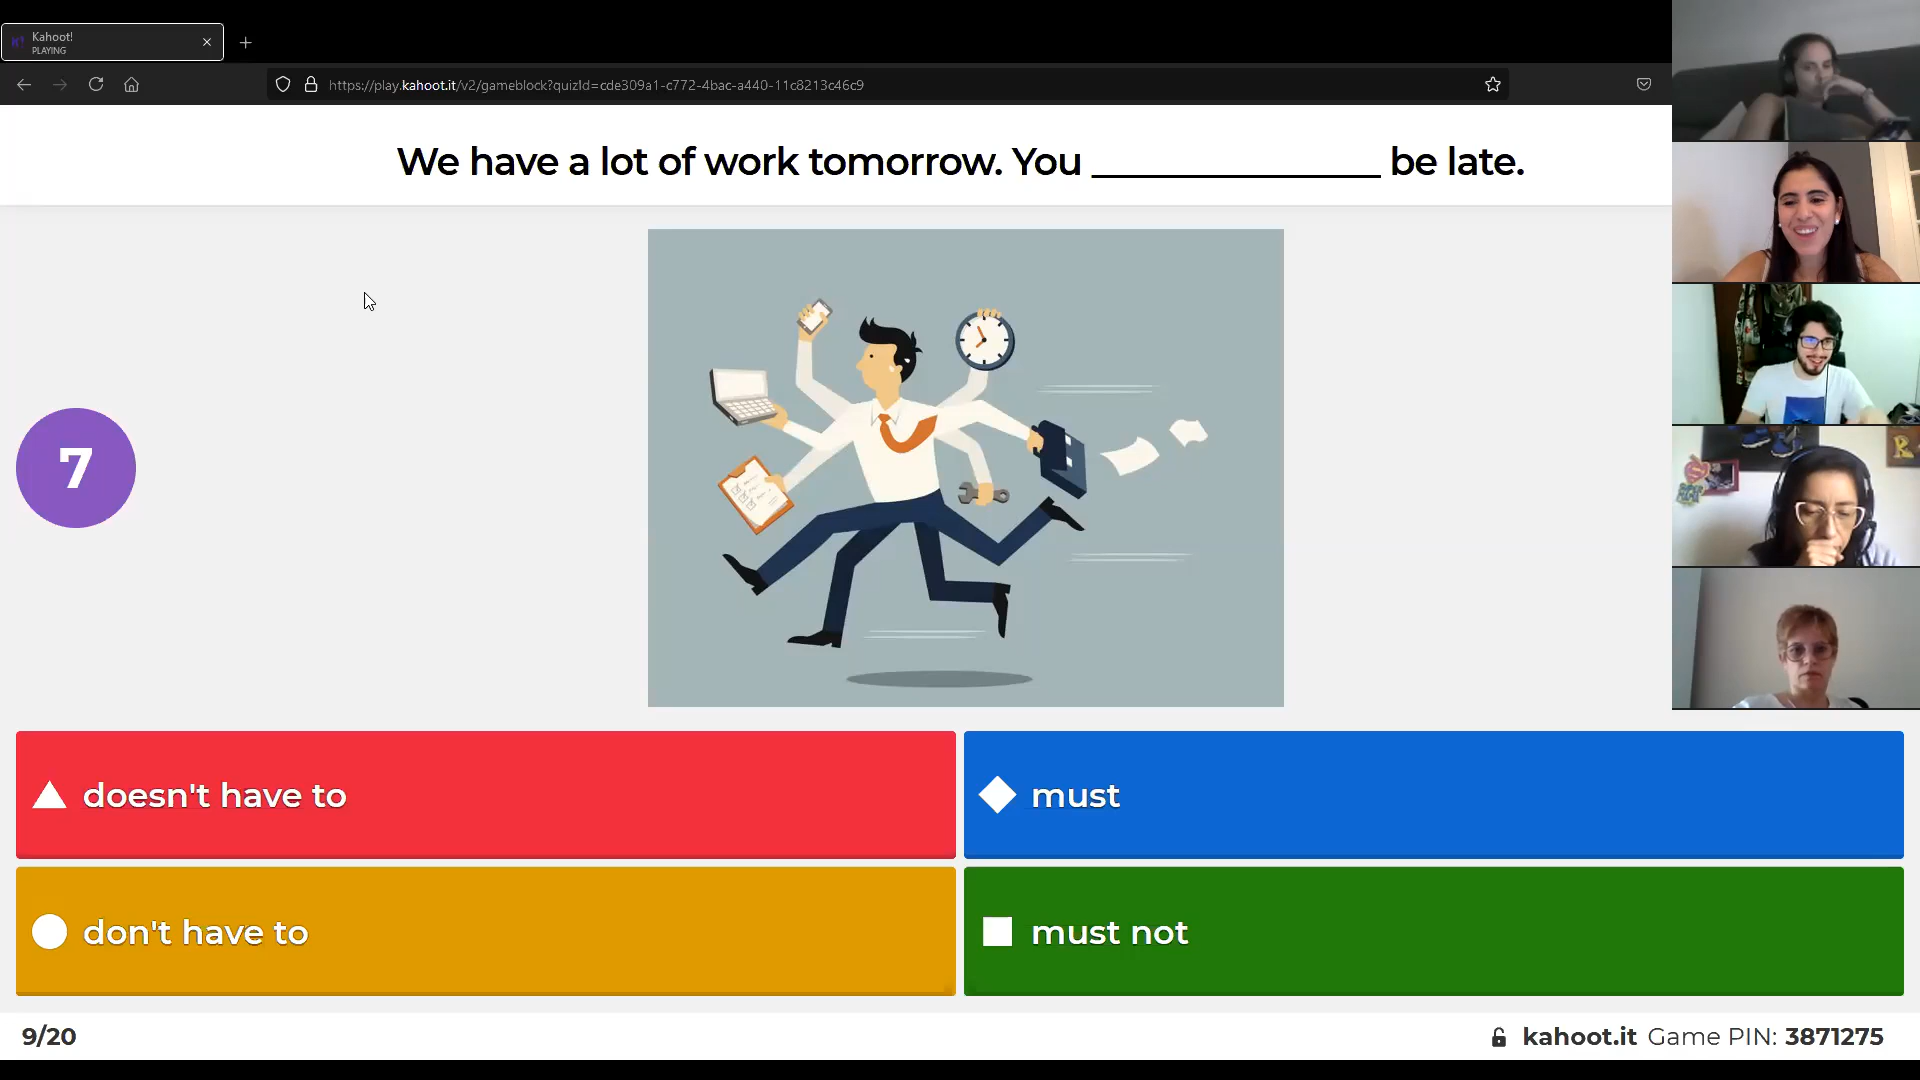 Kahoot!
PLAYING
https://play.kahoot.it/v2/gameblock?quizId=cde309a1-c772-4bac-a440-11c8213c46c9
We have a lot of work tomorrow. You ______________ be late.
7
doesn't have to
must
don't have to
must not
9/20
kahoot.it Game PIN: 3871275